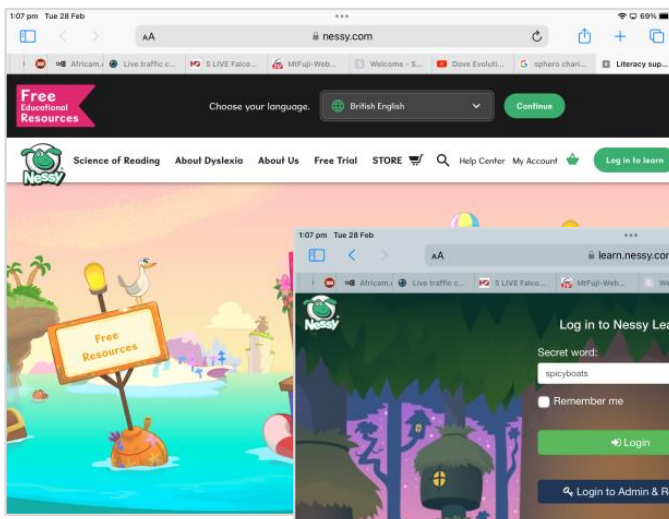 1:07 pm Tue 28 Feb
69%
AA
nessy.com
Africam.
Live traffic c...
5 LIVE Falco...
MtFuji-Web...
Welcome - S...
Dove Evoluti...
sphero chari...
Literacy sup...
Free
Educational
Resources
Choose your language.
British English
Continue
Nessy
Science of Reading
About Dyslexia
About Us
Free Trial
STORE
Help Center
My Account
Log in to learn
Free
Resources
1:07 pm Tue 28 Feb
AA
learn.nessy.com
Africam.
Live traffic c...
5 LIVE Falco...
MtFuji-Web...
Nessy
Log in to Nessy Lea
Secret word:
spicyboats
Remember me
Login
Login to Admin & R